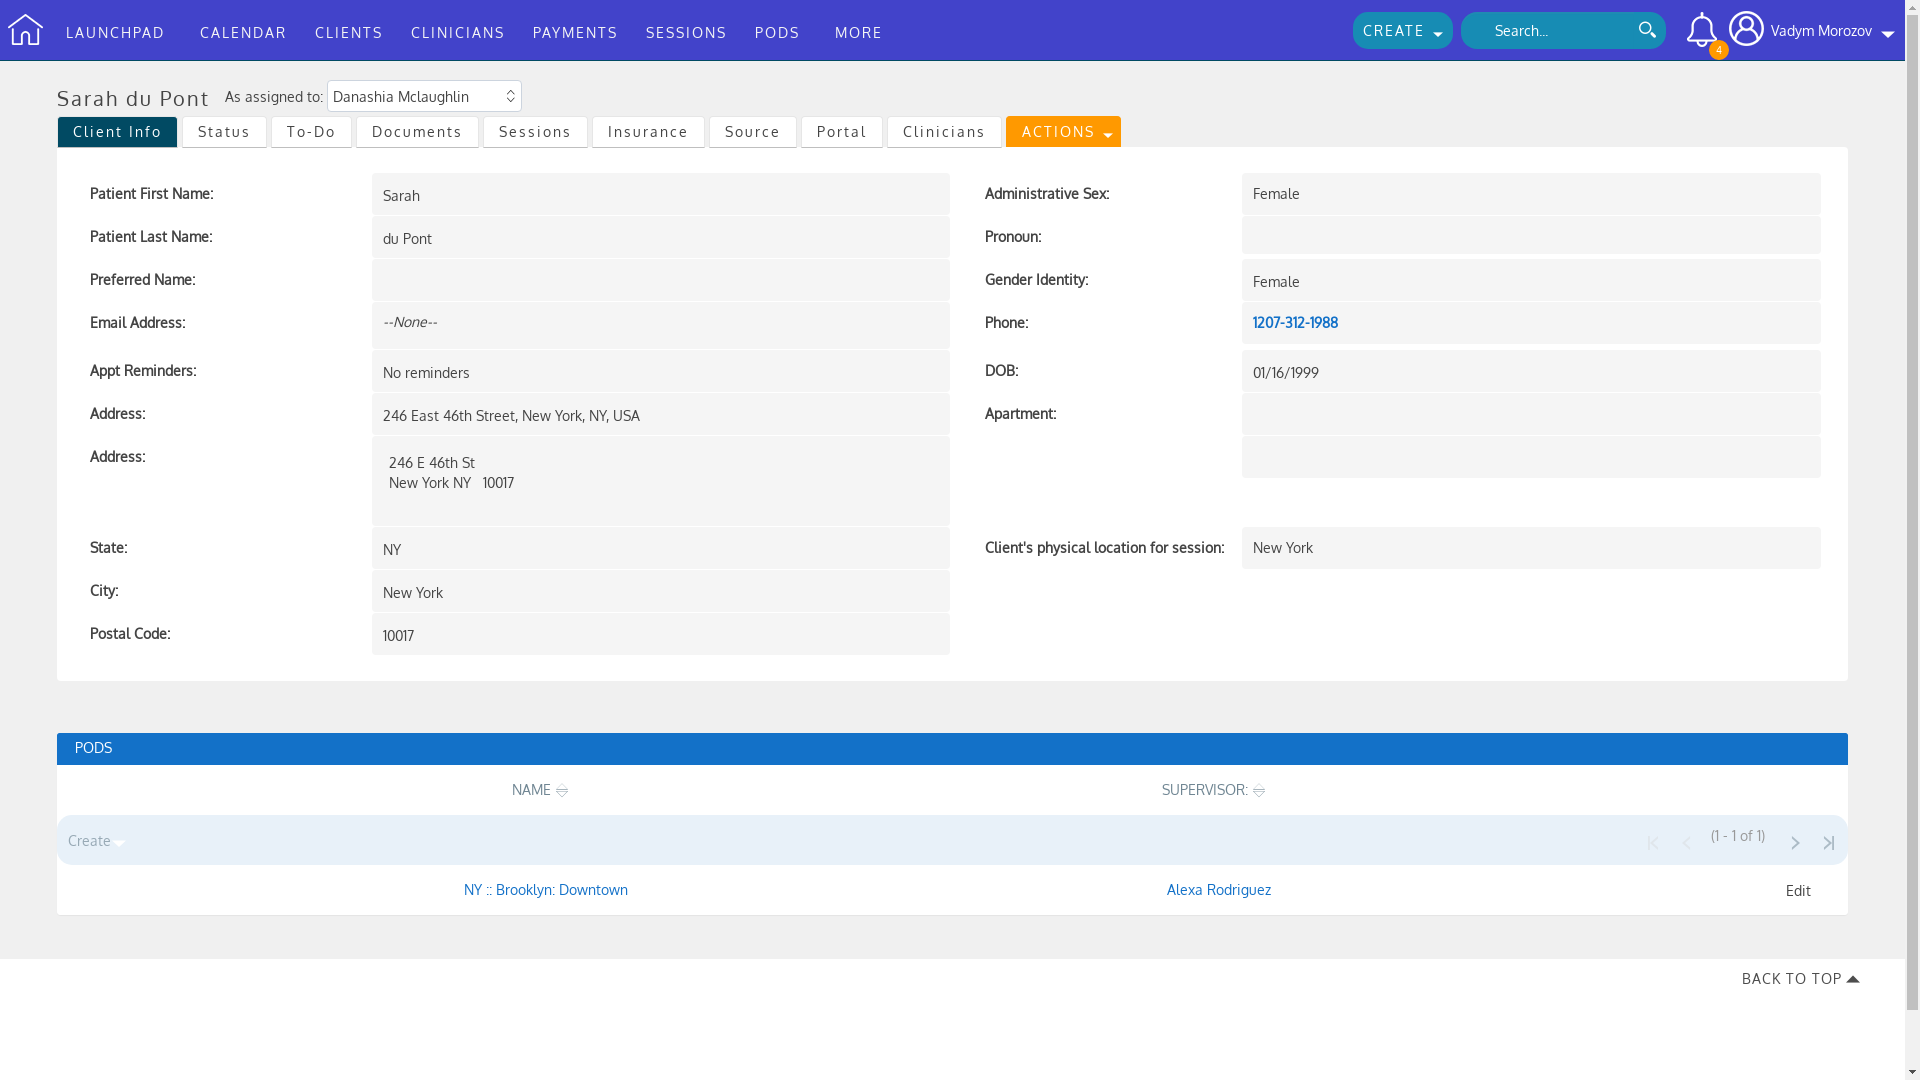 LAUNCHPAD CALENDAR CLIENTS CLINICIANS PAYMENTS SESSIONS PODS MORE CREATE Search... 4 Vadym Morozov
Sarah du Pont As assigned to: Danashia Mclaughlin
Client Info Status To-Do Documents Sessions Insurance Source Portal Clinicians ACTIONS
Patient First Name: Sarah Administrative Sex: Female
Patient Last Name: du Pont Pronoun:
Preferred Name: Gender Identity: Female
Email Address: --None-- Phone: 1207-312-1988
Appt Reminders: No reminders DOB: 01/16/1999
Address: 246 East 46th Street, New York, NY, USA Apartment:
Address: 246 E 46th St
New York NY 10017
State: NY Client's physical location for session: New York
City: New York
Postal Code: 10017
PODS
NAME SUPERVISOR:
Create (1 - 1 of 1)
NY :: Brooklyn: Downtown Alexa Rodriguez Edit
BACK TO TOP